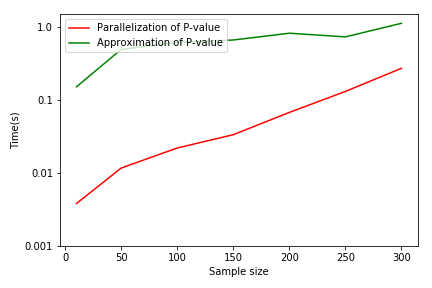 Parallelization of P-value
Approximation of P-value
1.0
0.1
0.01
0.001
Time(s)
0 50 100 150 200 250 300
Sample size